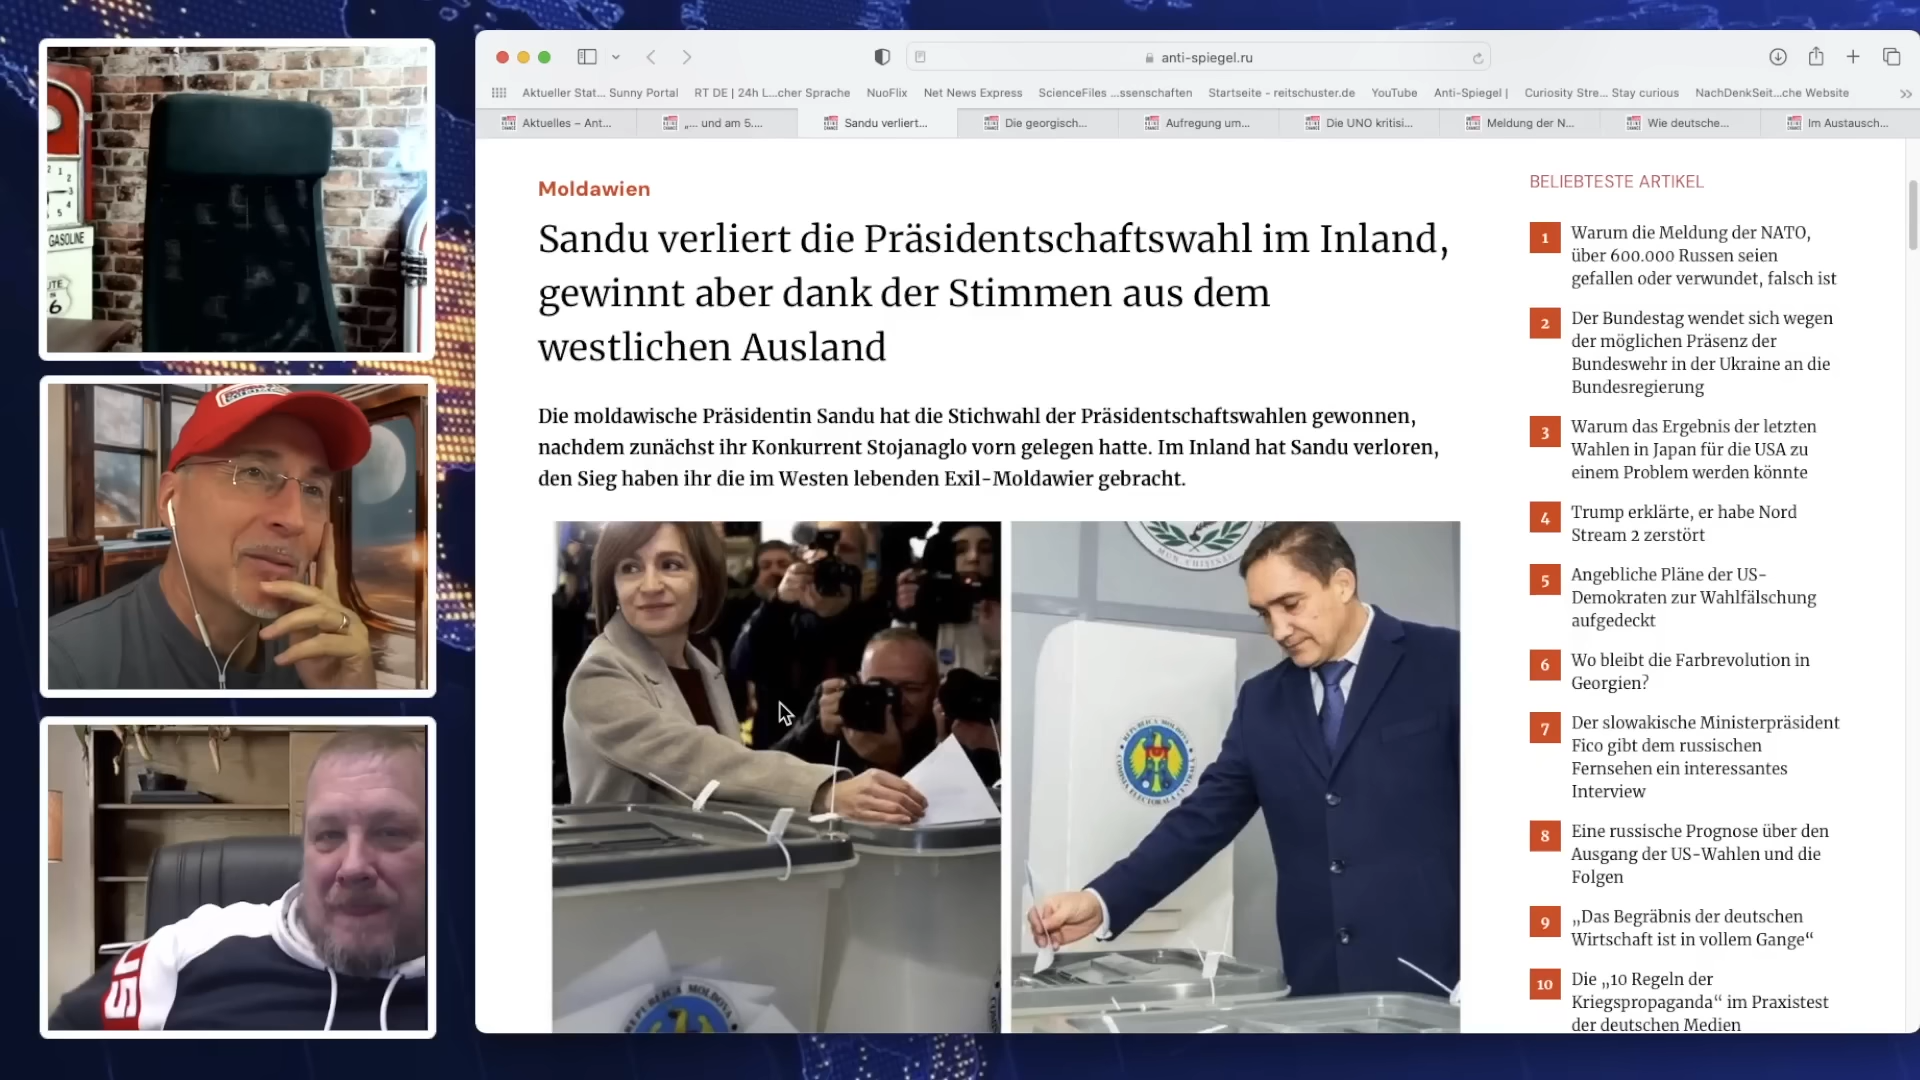 anti-spiegel.ru
Aktueller Stat... Sunny Portal
RT DE | 24h L...cher Sprache
NuoFlix
Net News Express
ScienceFiles ...ssenschaften
Startseite - reitschuster.de
YouTube
Anti-Spiegel |
Curiosity Stre... Stay curious
NachDenkSeit...che Website
Aktuelles – Ant...
„... und am 5....
Sandu verliert...
Die georgisch...
Aufregung um...
Die UNO kritisi...
Meldung der N...
Wie deutsche...
Im Austausch...
Moldawien
Sandu verliert die Präsidentschaftswahl im Inland,
gewinnt aber dank der Stimmen aus dem
westlichen Ausland
Die moldawische Präsidentin Sandu hat die Stichwahl der Präsidentschaftswahlen gewonnen,
nachdem zunächst ihr Konkurrent Stojanaglo vorn gelegen hatte. Im Inland hat Sandu verloren,
den Sieg haben ihr die im Westen lebenden Exil-Moldawier gebracht.
BELIEBTESTE ARTIKEL
1 Warum die Meldung der NATO,
über 600.000 Russen seien
gefallen oder verwundet, falsch ist
2 Der Bundestag wendet sich wegen
der möglichen Präsenz der
Bundeswehr in der Ukraine an die
Bundesregierung
3 Warum das Ergebnis der letzten
Wahlen in Japan für die USA zu
einem Problem werden könnte
4 Trump erklärte, er habe Nord
Stream 2 zerstört
5 Angebliche Pläne der US-
Demokraten zur Wahlfälschung
aufgedeckt
6 Wo bleibt die Farbrevolution in
Georgien?
7 Der slowakische Ministerpräsident
Fico gibt dem russischen
Fernsehen ein interessantes
Interview
8 Eine russische Prognose über den
Ausgang der US-Wahlen und die
Folgen
9 „Das Begräbnis der deutschen
Wirtschaft ist in vollem Gange“
10 Die „10 Regeln der
Kriegspropaganda“ im Praxistest
der deutschen Medien
GASOLINE
UTE
6
REPUBLICA MOLDOVA
COMISIA ELECTORALA CENTRALA
REPUBLICA MOLDOVA